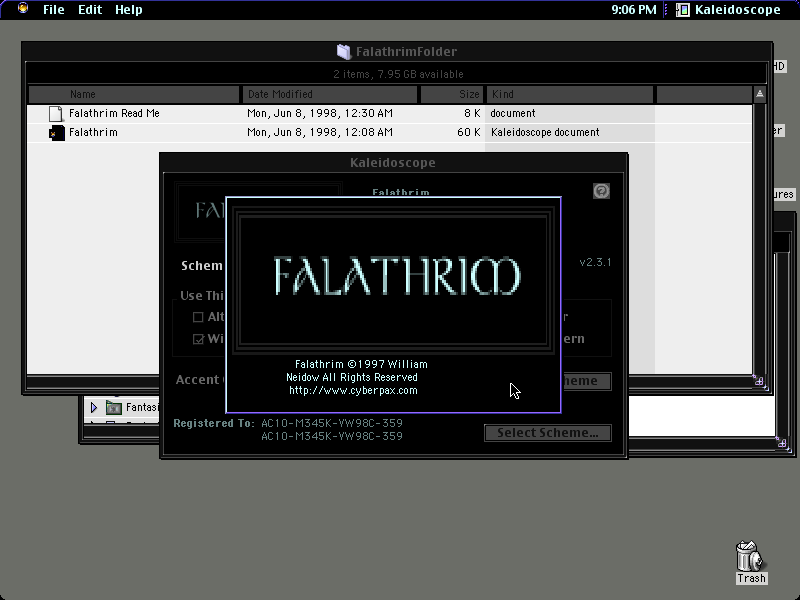 File Edit Help
9:06 PM Kaleidoscope
FalathrimFolder
2 items, 7.95 GB available
Name Date Modified Size Kind
Falathrim Read Me Mon, Jun 8, 1998, 12:30 AM 8 K document
Falathrim Mon, Jun 8, 1998, 12:08 AM 60 K Kaleidoscope document
HD
er
ures
Kaleidoscope
Falathrim
FAL
FALATHRIM
Schem
v2.3.1
Use Thi
Alt
r
Wi
ern
Falathrim ©1997 William
Neidow All Rights Reserved
http://www.cyberpax.com
Accent
heme
Fantasi
Registered To: AC10-M345K-VW98C-359
AC10-M345K-VW98C-359
Select Scheme...
Trash